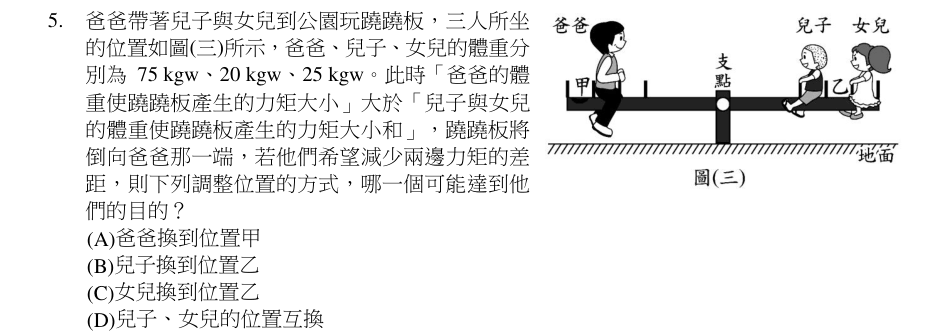 5. 爸爸帶著兒子與女兒到公園玩蹺蹺板，三人所坐
的位置如圖(三)所示，爸爸、兒子、女兒的體重分
別為 75 kgw、20 kgw、25 kgw。此時「爸爸的體
重使蹺蹺板產生的力矩大小」大於「兒子與女兒
的體重使蹺蹺板產生的力矩大小和」，蹺蹺板將
倒向爸爸那一端，若他們希望減少兩邊力矩的差
距，則下列調整位置的方式，哪一個可能達到他
們的目的？
(A)爸爸換到位置甲
(B)兒子換到位置乙
(C)女兒換到位置乙
(D)兒子、女兒的位置互換
爸爸
兒子 女兒
支點
甲
乙
地面
圖(三)